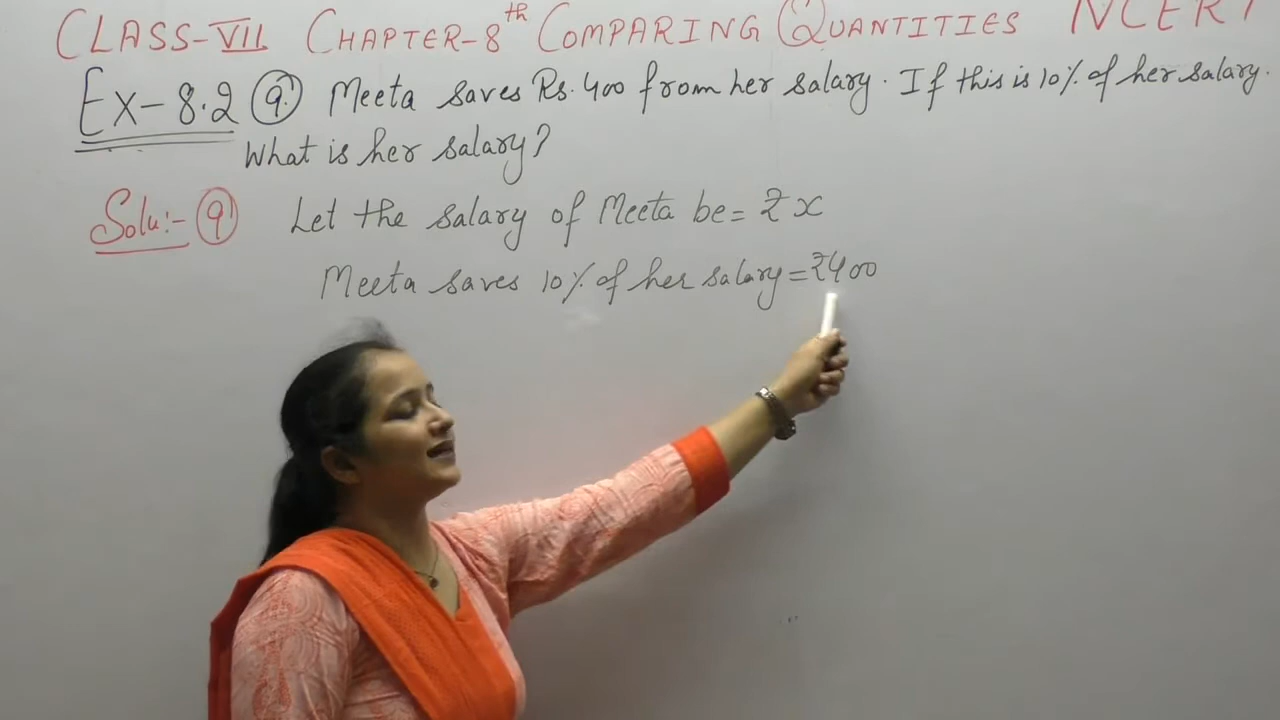 CLASS-VII CHAPTER-8th COMPARING QUANTITIES NCERT
Ex-8.2 9. Meeta saves Rs. 400 from her salary. If this is 10% of her salary.
What is her salary?
Solu:- 9 Let the salary of Meeta be = ₹ x
Meeta saves 10% of her salary = ₹400